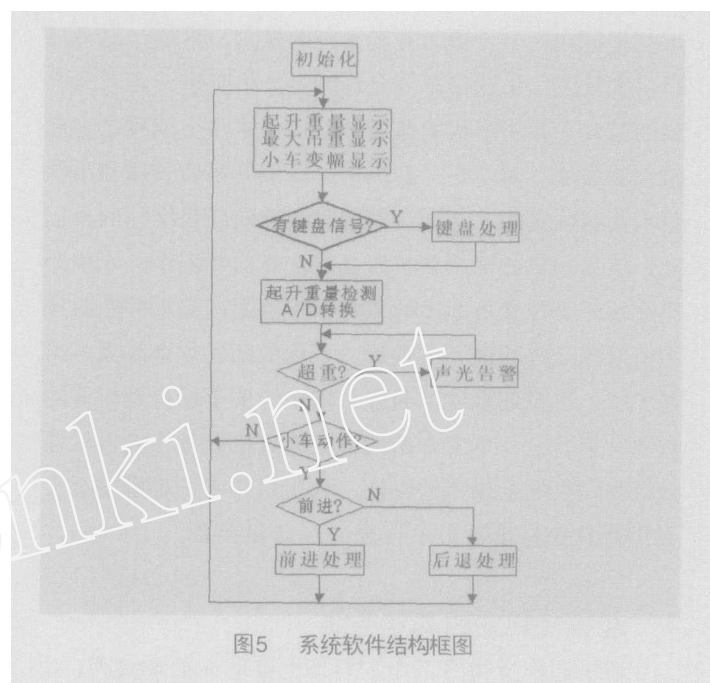 初始化
起升重量显示
最大吊重显示
小车变幅显示
有键盘信号?
Y
键盘处理
N
起升重量检测
A/D转换
超重?
Y
声光告警
N
小车动作?
N
Y
前进?
N
Y
前进处理
后退处理
图5 系统软件结构框图
nki.net